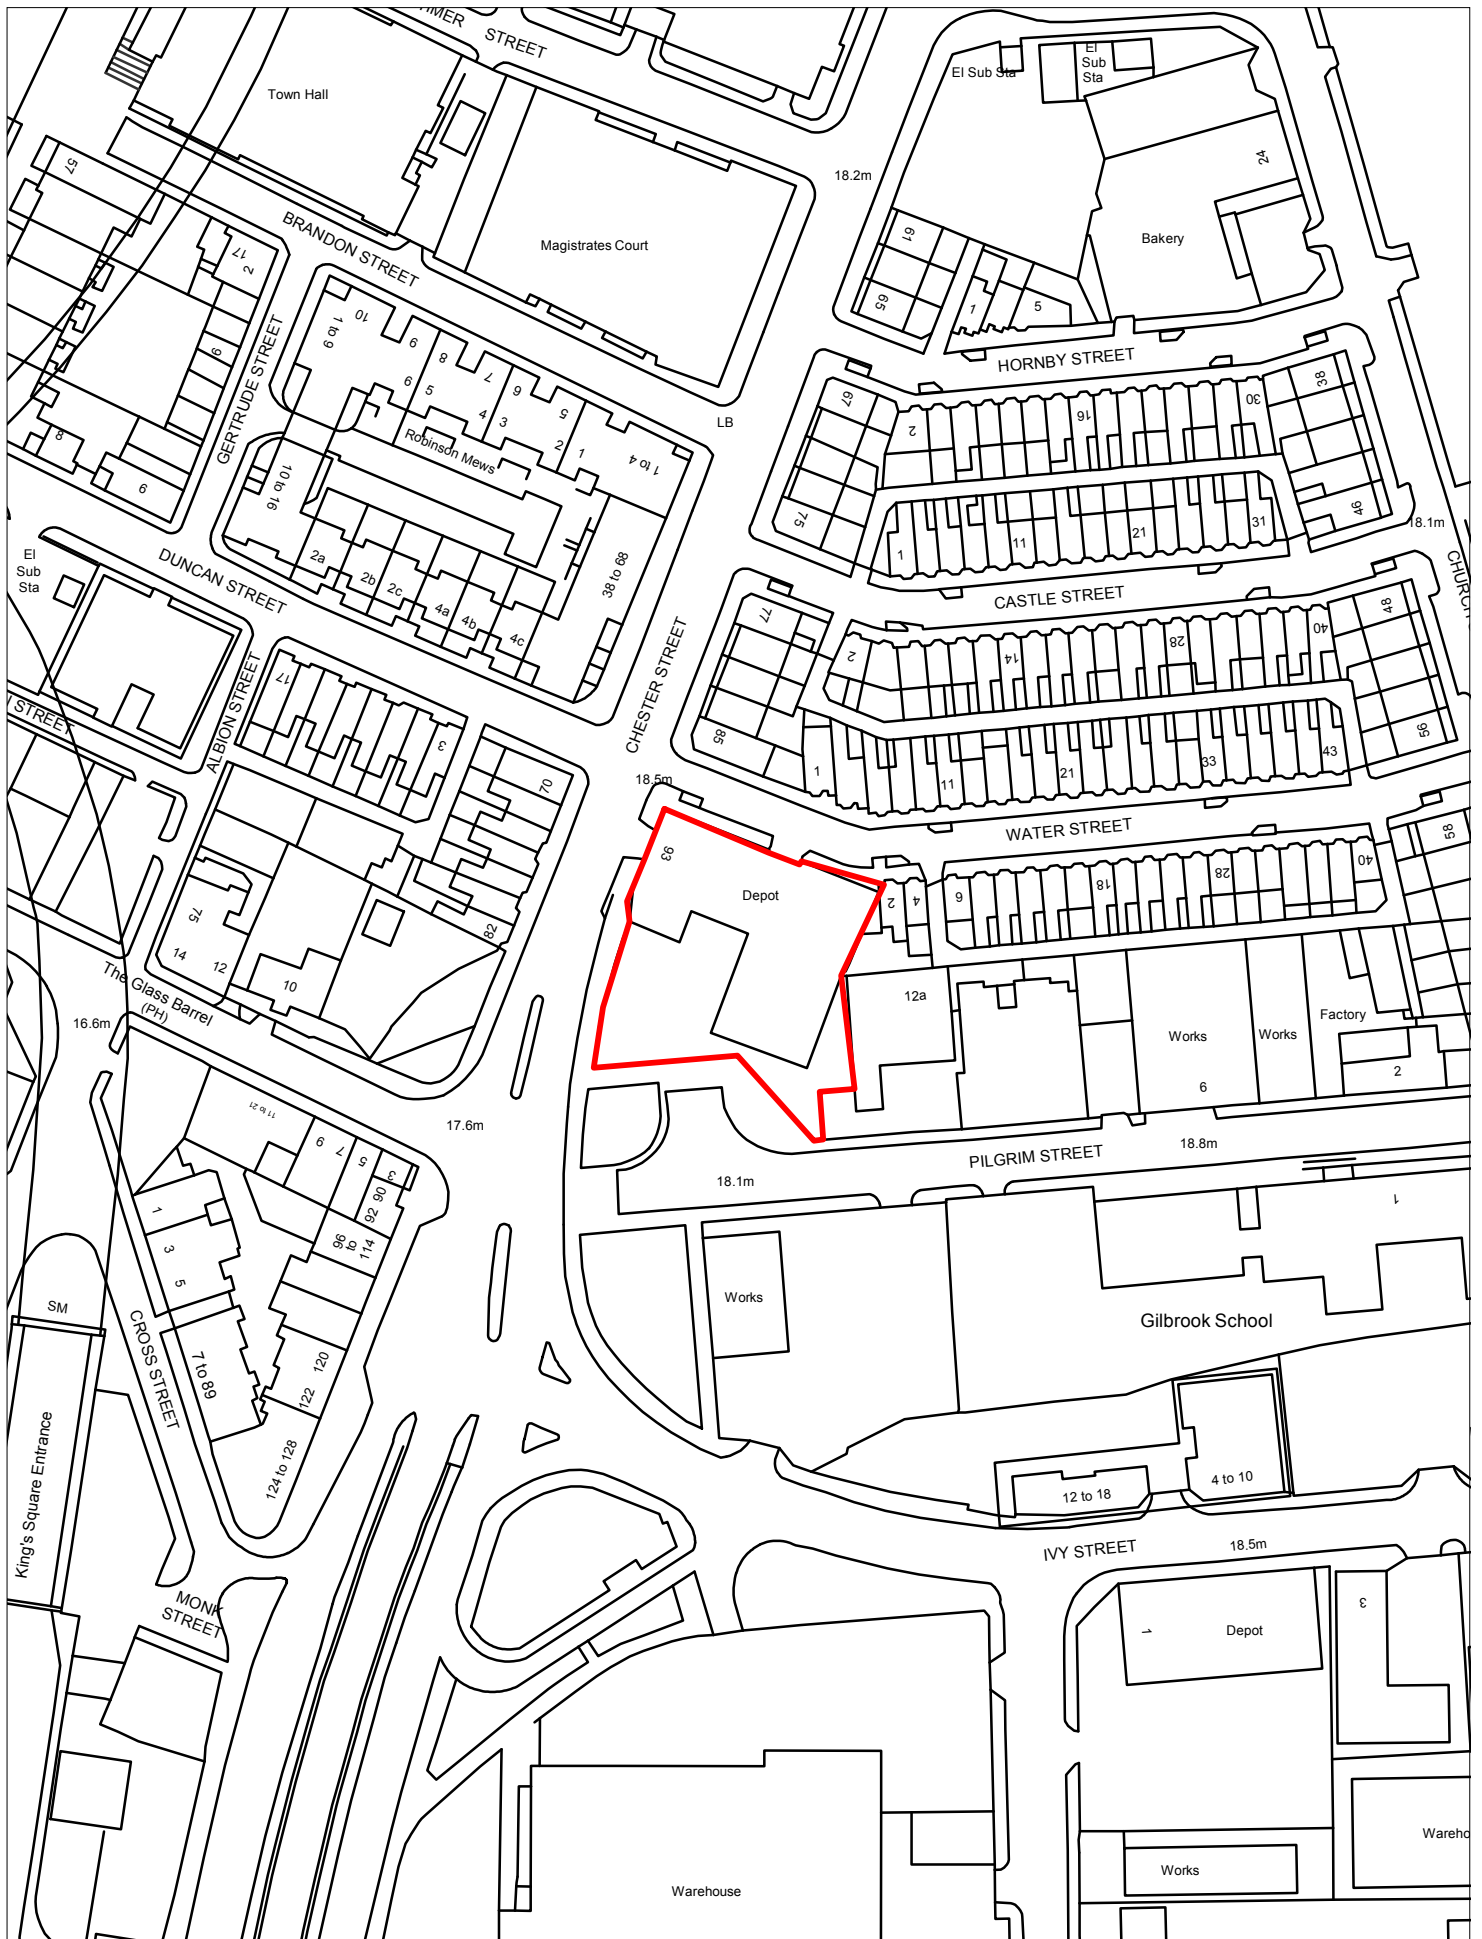 STREET
Town Hall
El Sub Sta
El
Sub
Sta
24
57
18.2m
BRANDON STREET
Magistrates Court
61
65
Bakery
17
2
1
5
1 to 9
10
9
8
7
6
5
6
5
4
3
2
1
1 to 4
9
8
9
GERTRUDE STREET
HORNBY STREET
67
75
2
16
30
38
46
LB
Robinson Mews
10 to 16
1
11
21
31
18.1m
CHURCH
El
Sub
Sta
DUNCAN STREET
2a
2b
2c
4a
4b
4c
38 to 68
CASTLE STREET
77
85
2
14
28
40
48
56
CHESTER STREET
STREET
ALBION STREET
17
3
70
82
1
11
21
33
43
18.5m
WATER STREET
93
Depot
2
4
6
18
28
40
58
75
14
12
10
The Glass Barrel
(PH)
16.6m
12a
Works
6
Works
Factory
2
11 to 21
9
7
5
3
90
92
96
to
114
17.6m
PILGRIM STREET
18.8m
18.1m
1
1
3
5
Works
Gilbrook School
SM
CROSS STREET
7 to 89
120
122
124 to 128
King's Square Entrance
12 to 18
4 to 10
IVY STREET
18.5m
MONK
STREET
1
Depot
3
Works
Wareho
Warehouse